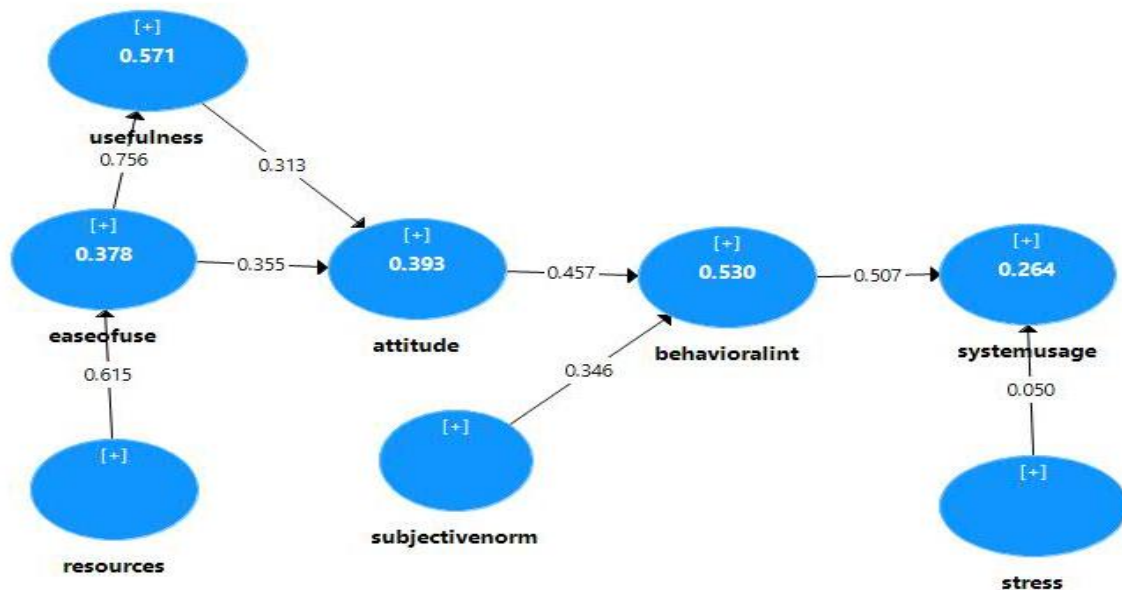 [+]
0.571
usefulness
0.756
0.313
[+]
0.378
easeofuse
0.355
[+]
0.393
attitude
0.457
[+]
0.530
behavioralint
0.507
[+]
0.264
systemusage
0.615
0.346
0.050
[+]
resources
[+]
subjectivenorm
[+]
stress